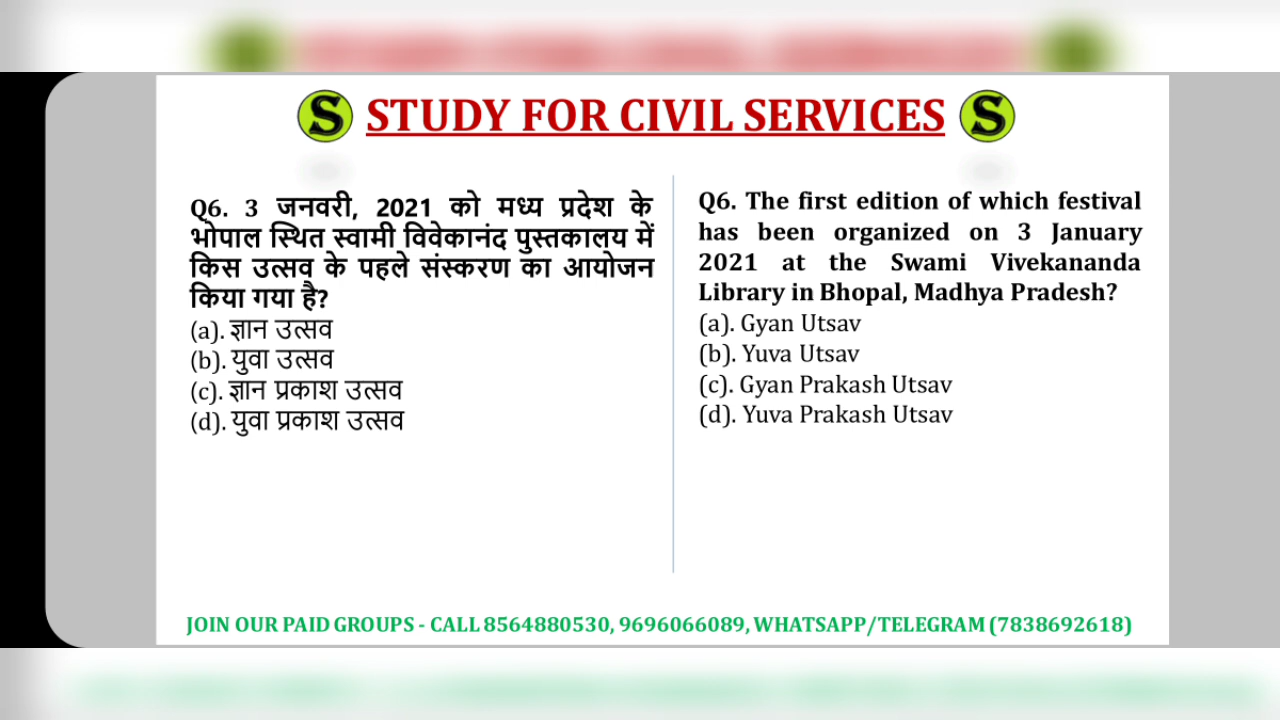 S STUDY FOR CIVIL SERVICES S
Q6. 3 जनवरी, 2021 को मध्य प्रदेश के
भोपाल स्थित स्वामी विवेकानंद पुस्तकालय में
किस उत्सव के पहले संस्करण का आयोजन
किया गया है?
(a). ज्ञान उत्सव
(b). युवा उत्सव
(c). ज्ञान प्रकाश उत्सव
(d). युवा प्रकाश उत्सव
Q6. The first edition of which festival
has been organized on 3 January
2021 at the Swami Vivekananda
Library in Bhopal, Madhya Pradesh?
(a). Gyan Utsav
(b). Yuva Utsav
(c). Gyan Prakash Utsav
(d). Yuva Prakash Utsav
JOIN OUR PAID GROUPS - CALL 8564880530, 9696066089, WHATSAPP/TELEGRAM (7838692618)